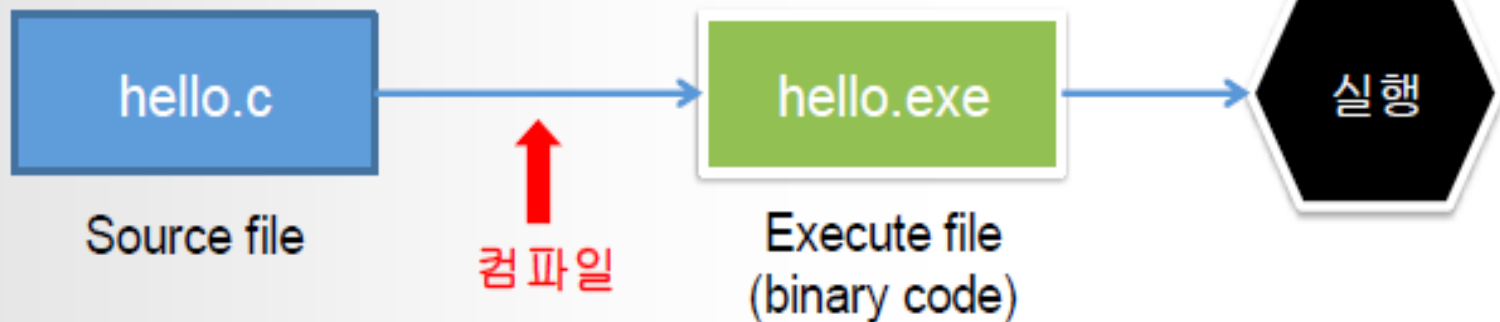 hello.c
hello.exe
실행
Source file
컴파일
Execute file
(binary code)